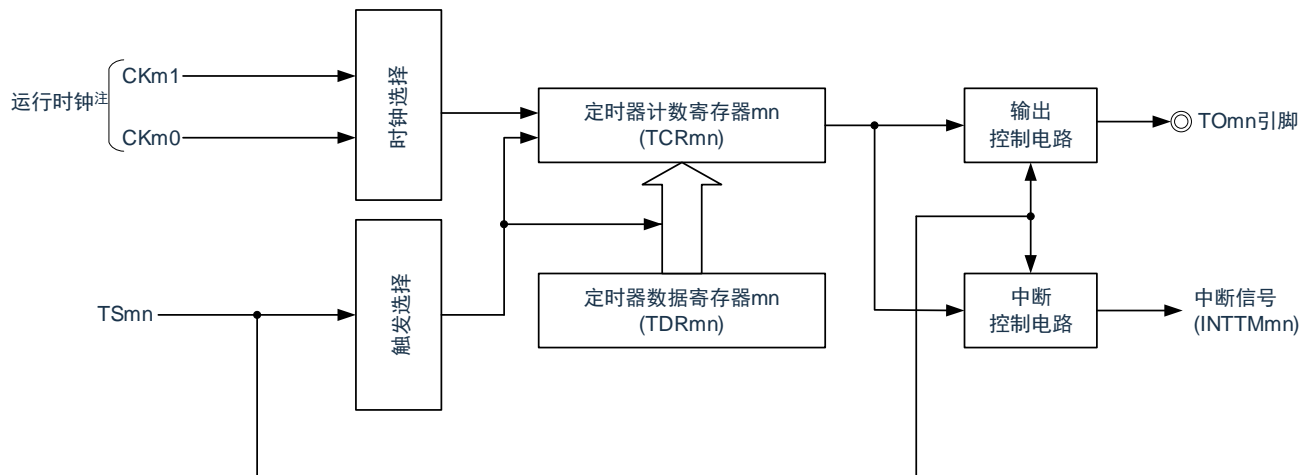 运行时钟注
CKm1
CKm0
时钟选择
定时器计数寄存器mn
(TCRmn)
输出
控制电路
TOmn引脚
TSmn
触发选择
定时器数据寄存器mn
(TDRmn)
中断
控制电路
中断信号
(INTTMmn)